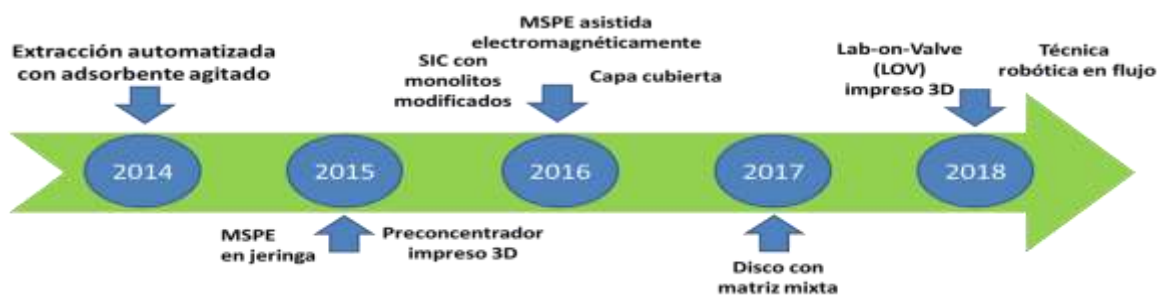 Extracción automatizada
con adsorbente agitado
SIC con
monolitos
modificados
MSPE asistida
electromagnéticamente
Capa cubierta
Lab-on-Valve
(LOV)
impreso 3D
Técnica
robótica en flujo
2014
2015
2016
2017
2018
MSPE
en jeringa
Preconcentrador
impreso 3D
Disco con
matriz mixta